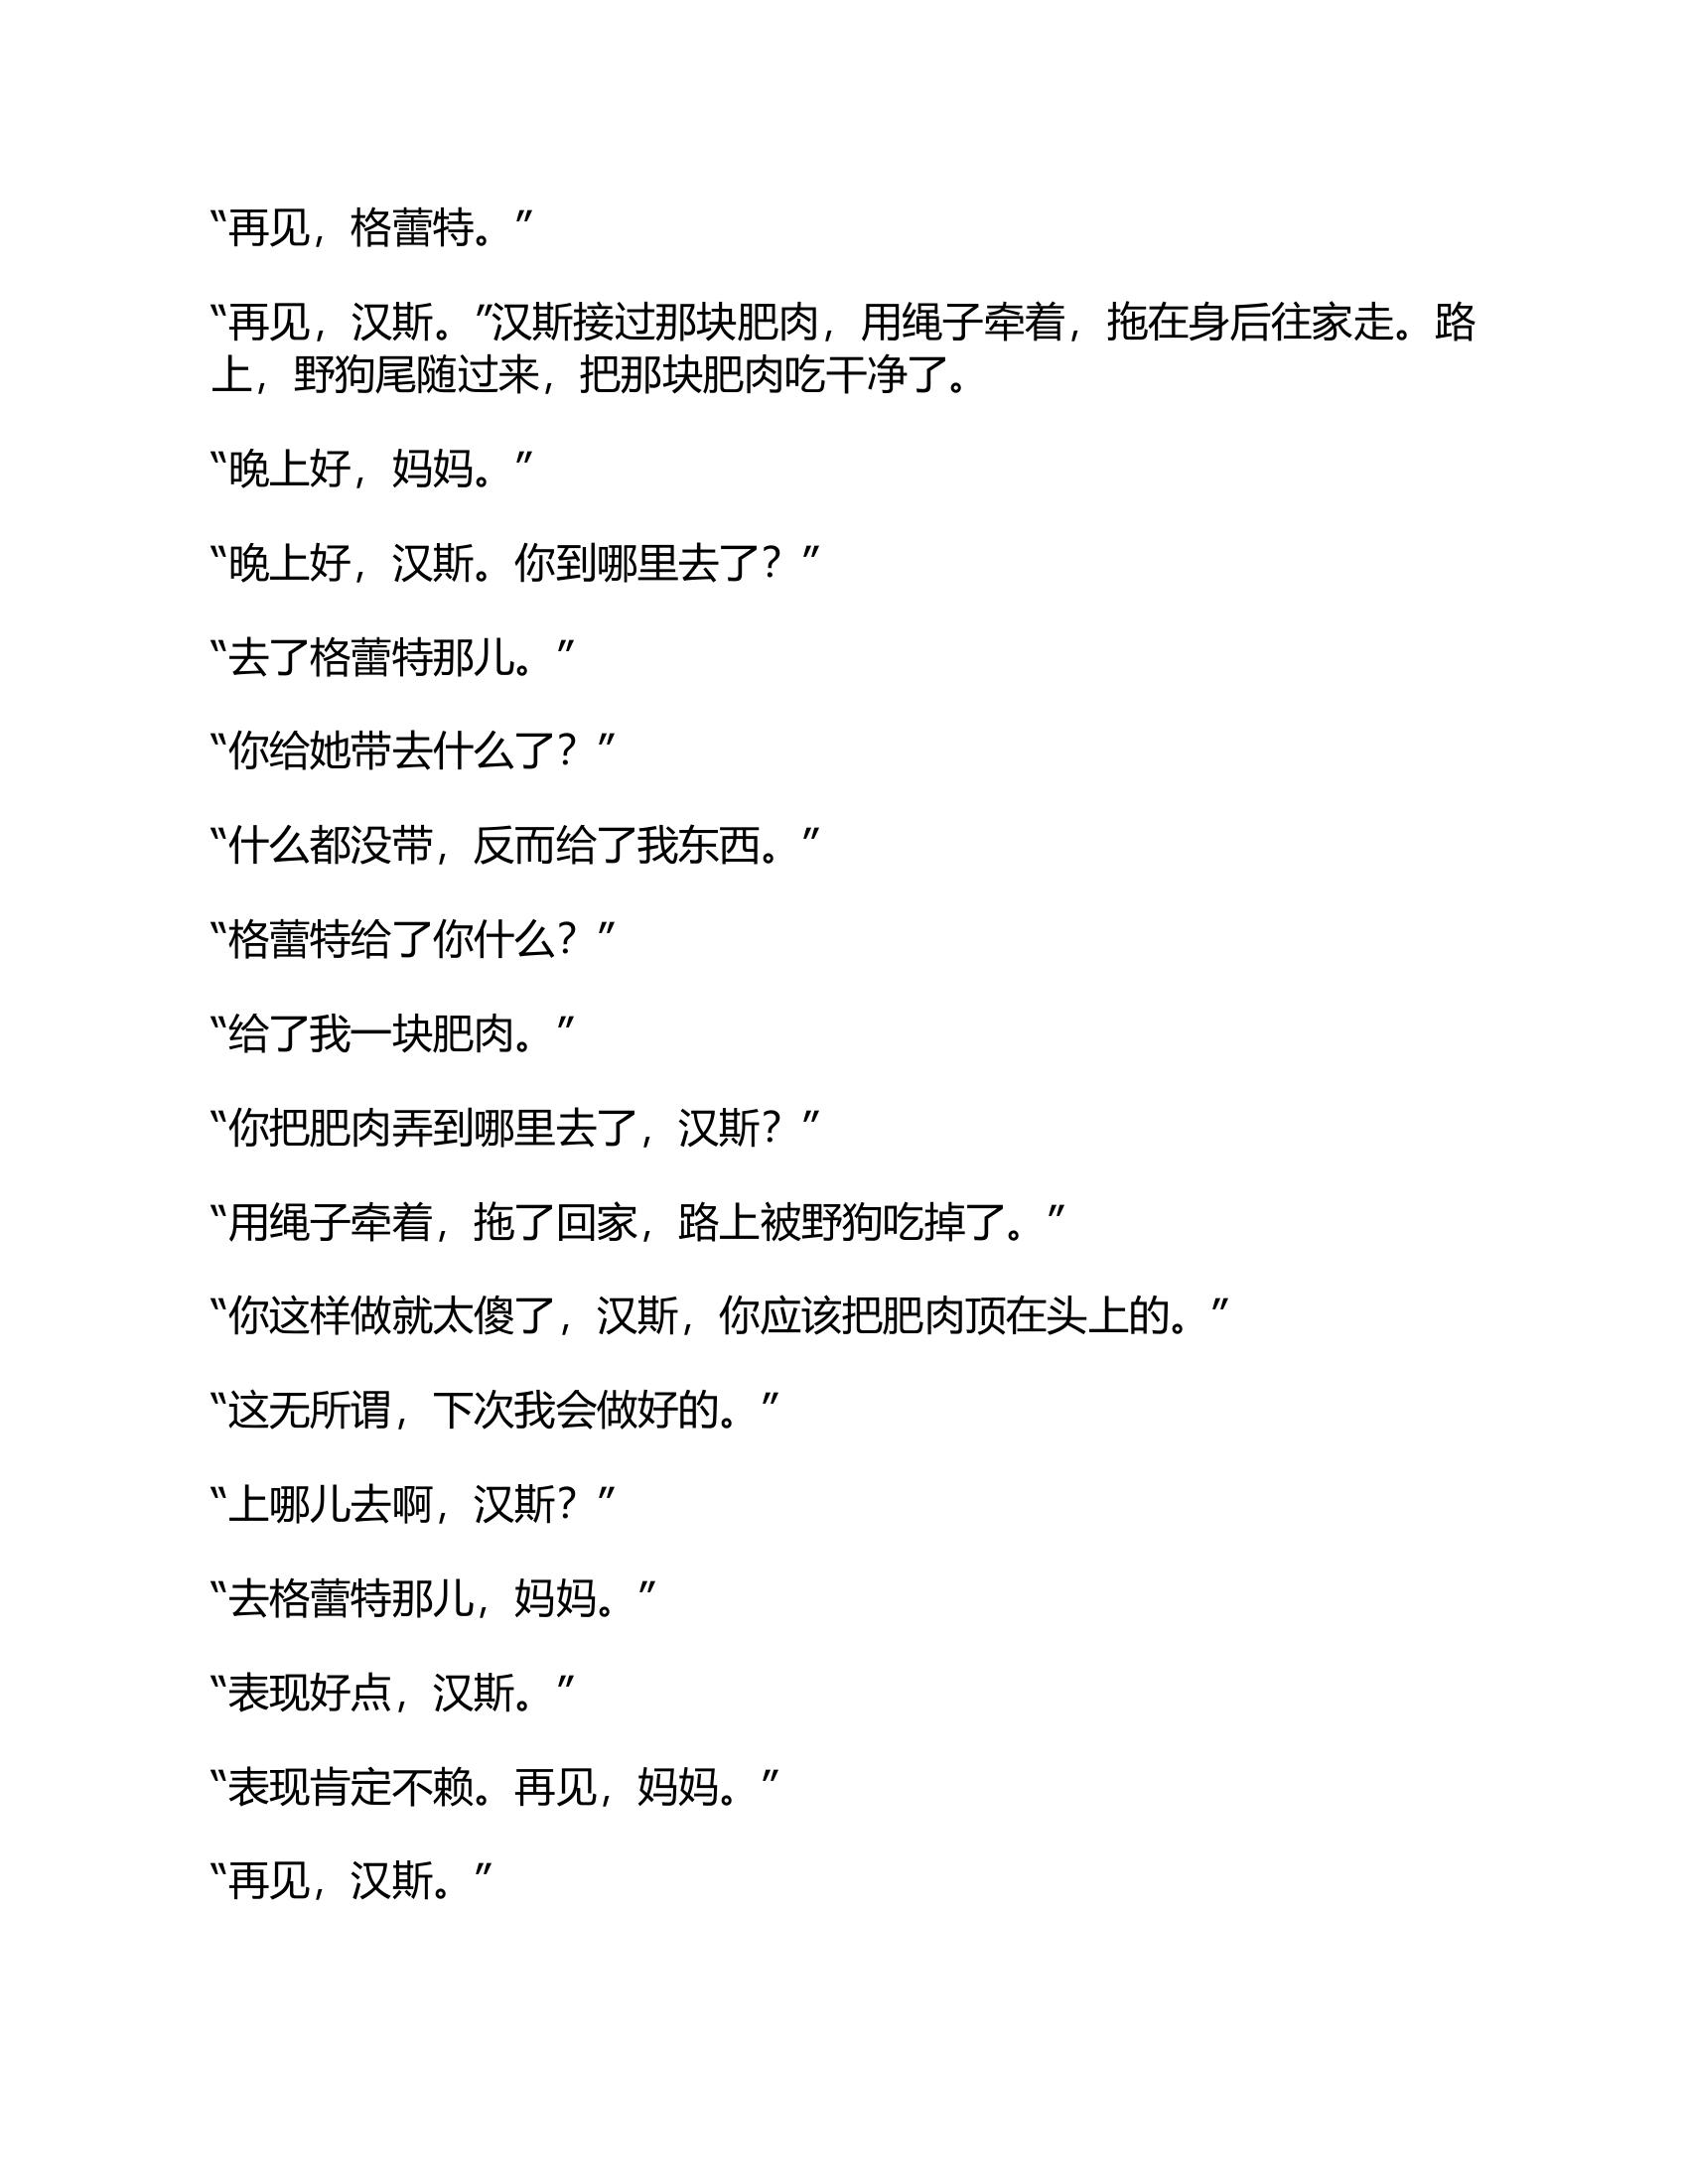 “再见，格蕾特。”
“再见，汉斯。”汉斯接过那块肥肉，用绳子牵着，拖在身后往家走。路
上，野狗尾随过来，把那块肥肉吃干净了。
“晚上好，妈妈。”
“晚上好，汉斯。你到哪里去了？”
“去了格蕾特那儿。”
“你给她带去什么了？”
“什么都没带，反而给了我东西。”
“格蕾特给了你什么？”
“给了我一块肥肉。”
“你把肥肉弄到哪里去了，汉斯？”
“用绳子牵着，拖了回家，路上被野狗吃掉了。”
“你这样做就太傻了，汉斯，你应该把肥肉顶在头上的。”
“这无所谓，下次我会做好的。”
“上哪儿去啊，汉斯？”
“去格蕾特那儿，妈妈。”
“表现好点，汉斯。”
“表现肯定不赖。再见，妈妈。”
“再见，汉斯。”